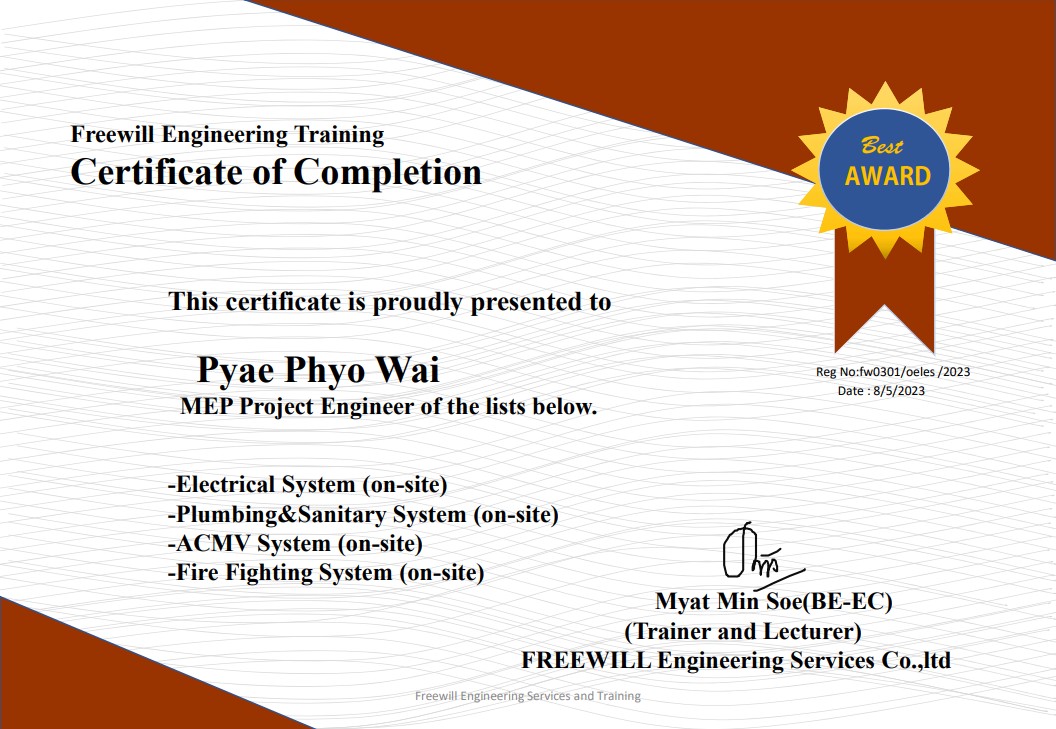 Freewill Engineering Training
Certificate of Completion
Best
AWARD
This certificate is proudly presented to
Pyae Phyo Wai
MEP Project Engineer of the lists below.
Reg No:fw0301/oeles /2023
Date : 8/5/2023
-Electrical System (on-site)
-Plumbing&Sanitary System (on-site)
-ACMV System (on-site)
-Fire Fighting System (on-site)
Myat Min Soe(BE-EC)
(Trainer and Lecturer)
FREEWILL Engineering Services Co.,ltd
Freewill Engineering Services and Training